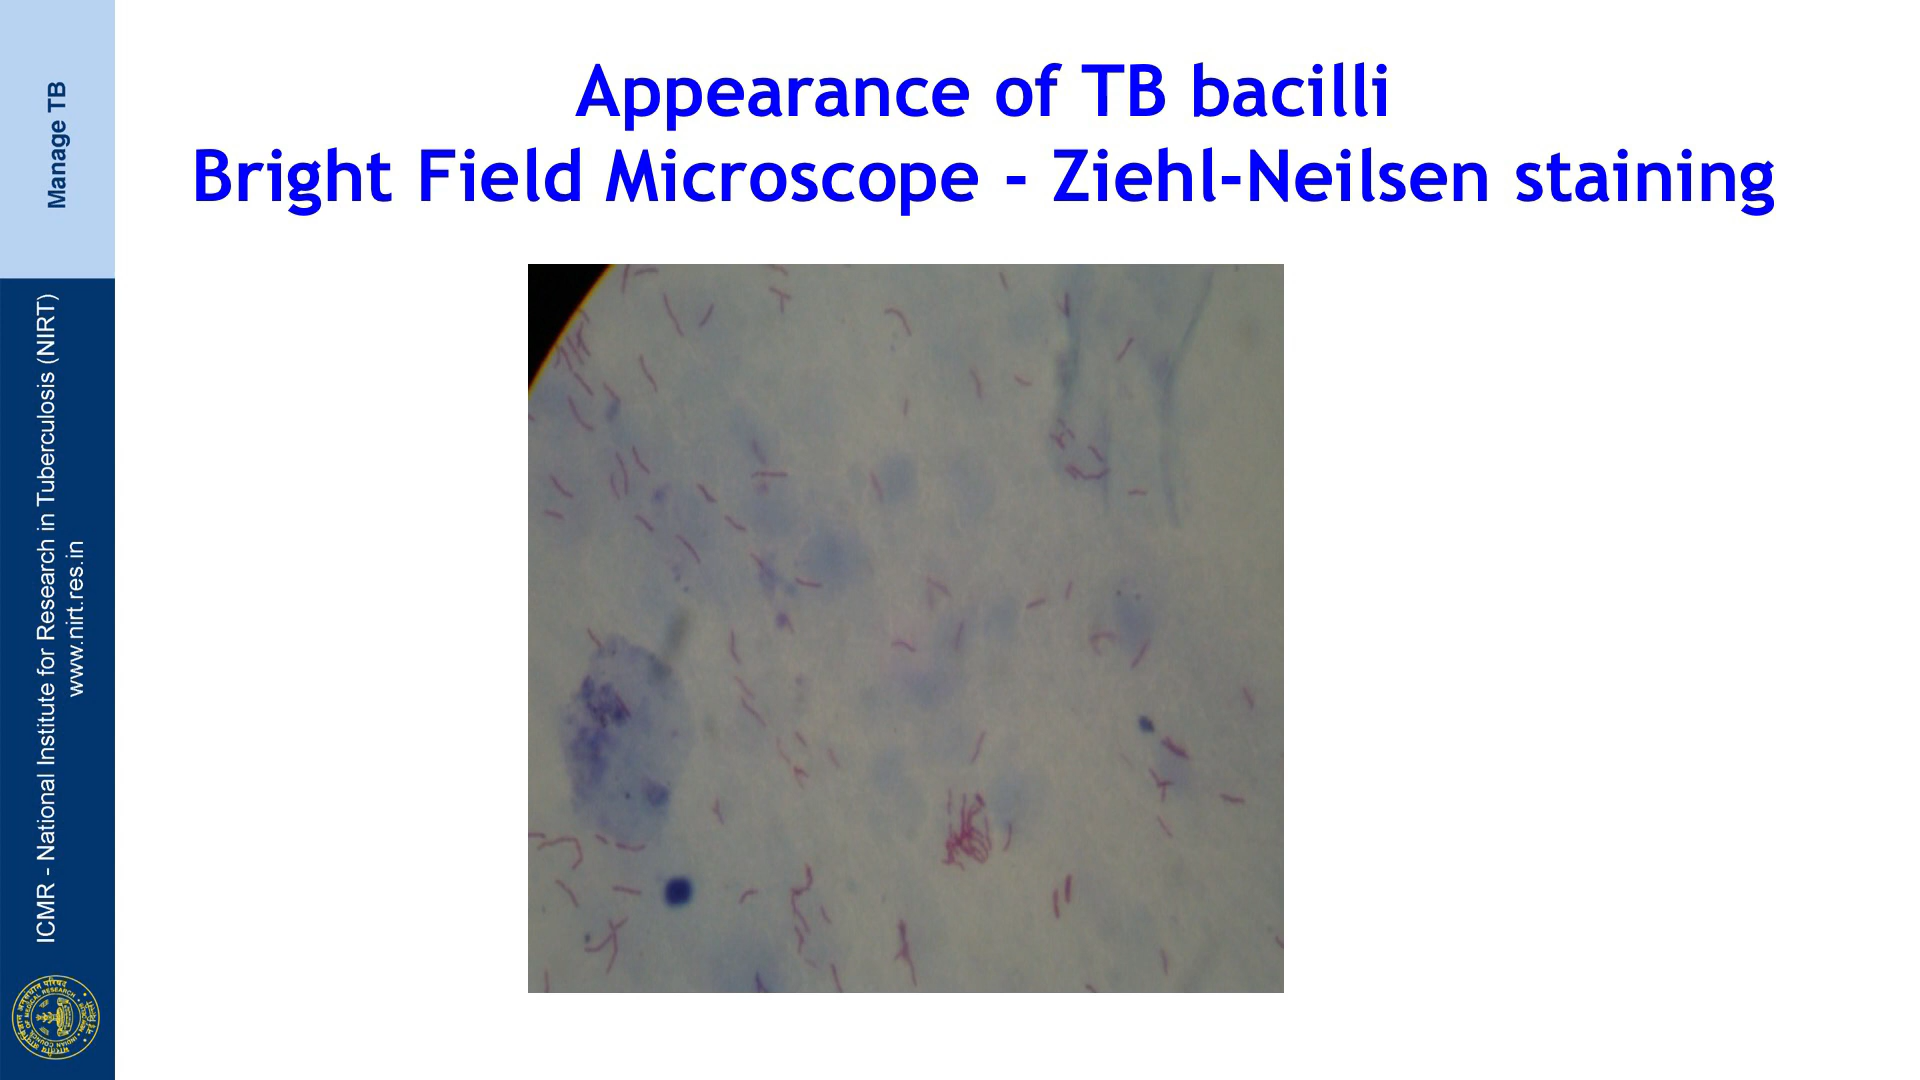 Appearance of TB bacilli
Bright Field Microscope - Ziehl-Neilsen staining
Manage TB
ICMR - National Institute for Research in Tuberculosis (NIRT)
www.nirt.res.in